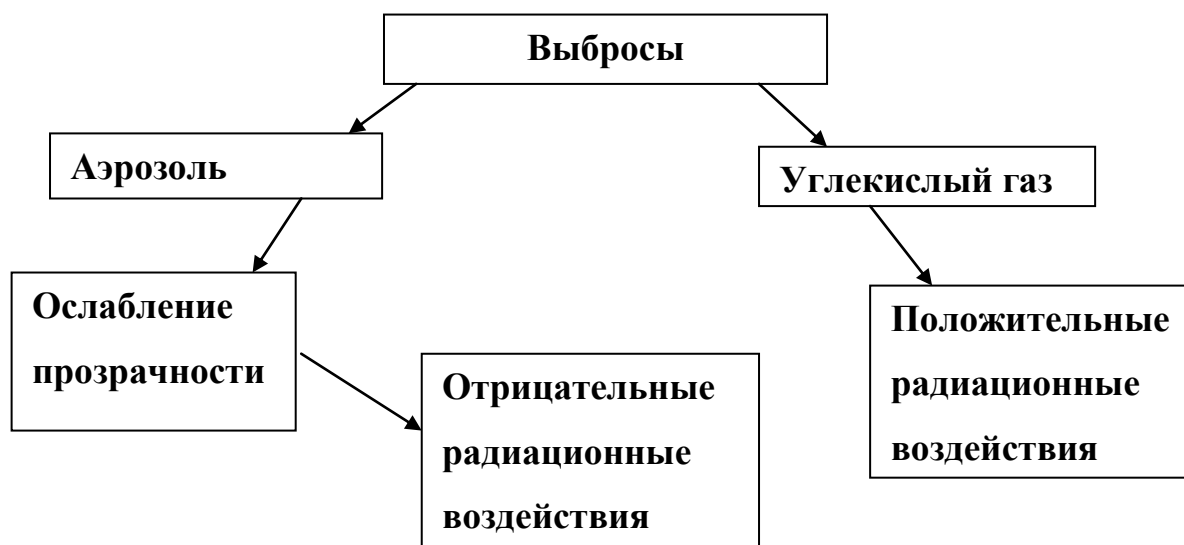 Выбросы
Аэрозоль
Углекислый газ
Ослабление
прозрачности
Отрицательные
радиационные
воздействия
Положительные
радиационные
воздействия